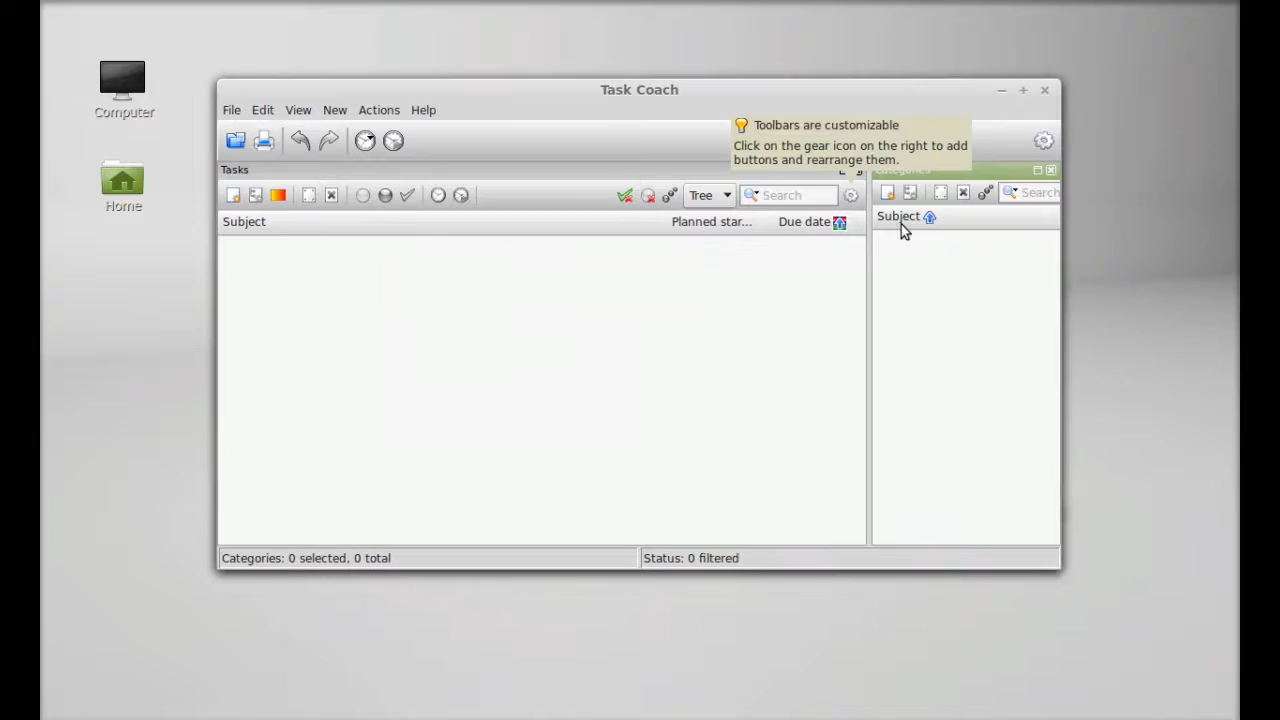 Computer
Home
Task Coach
File Edit View New Actions Help
Toolbars are customizable
Click on the gear icon on the right to add
buttons and rearrange them.
Tasks
Categories
Tree
Search
Search
Subject
Planned star...
Due date
Subject
Categories: 0 selected, 0 total
Status: 0 filtered